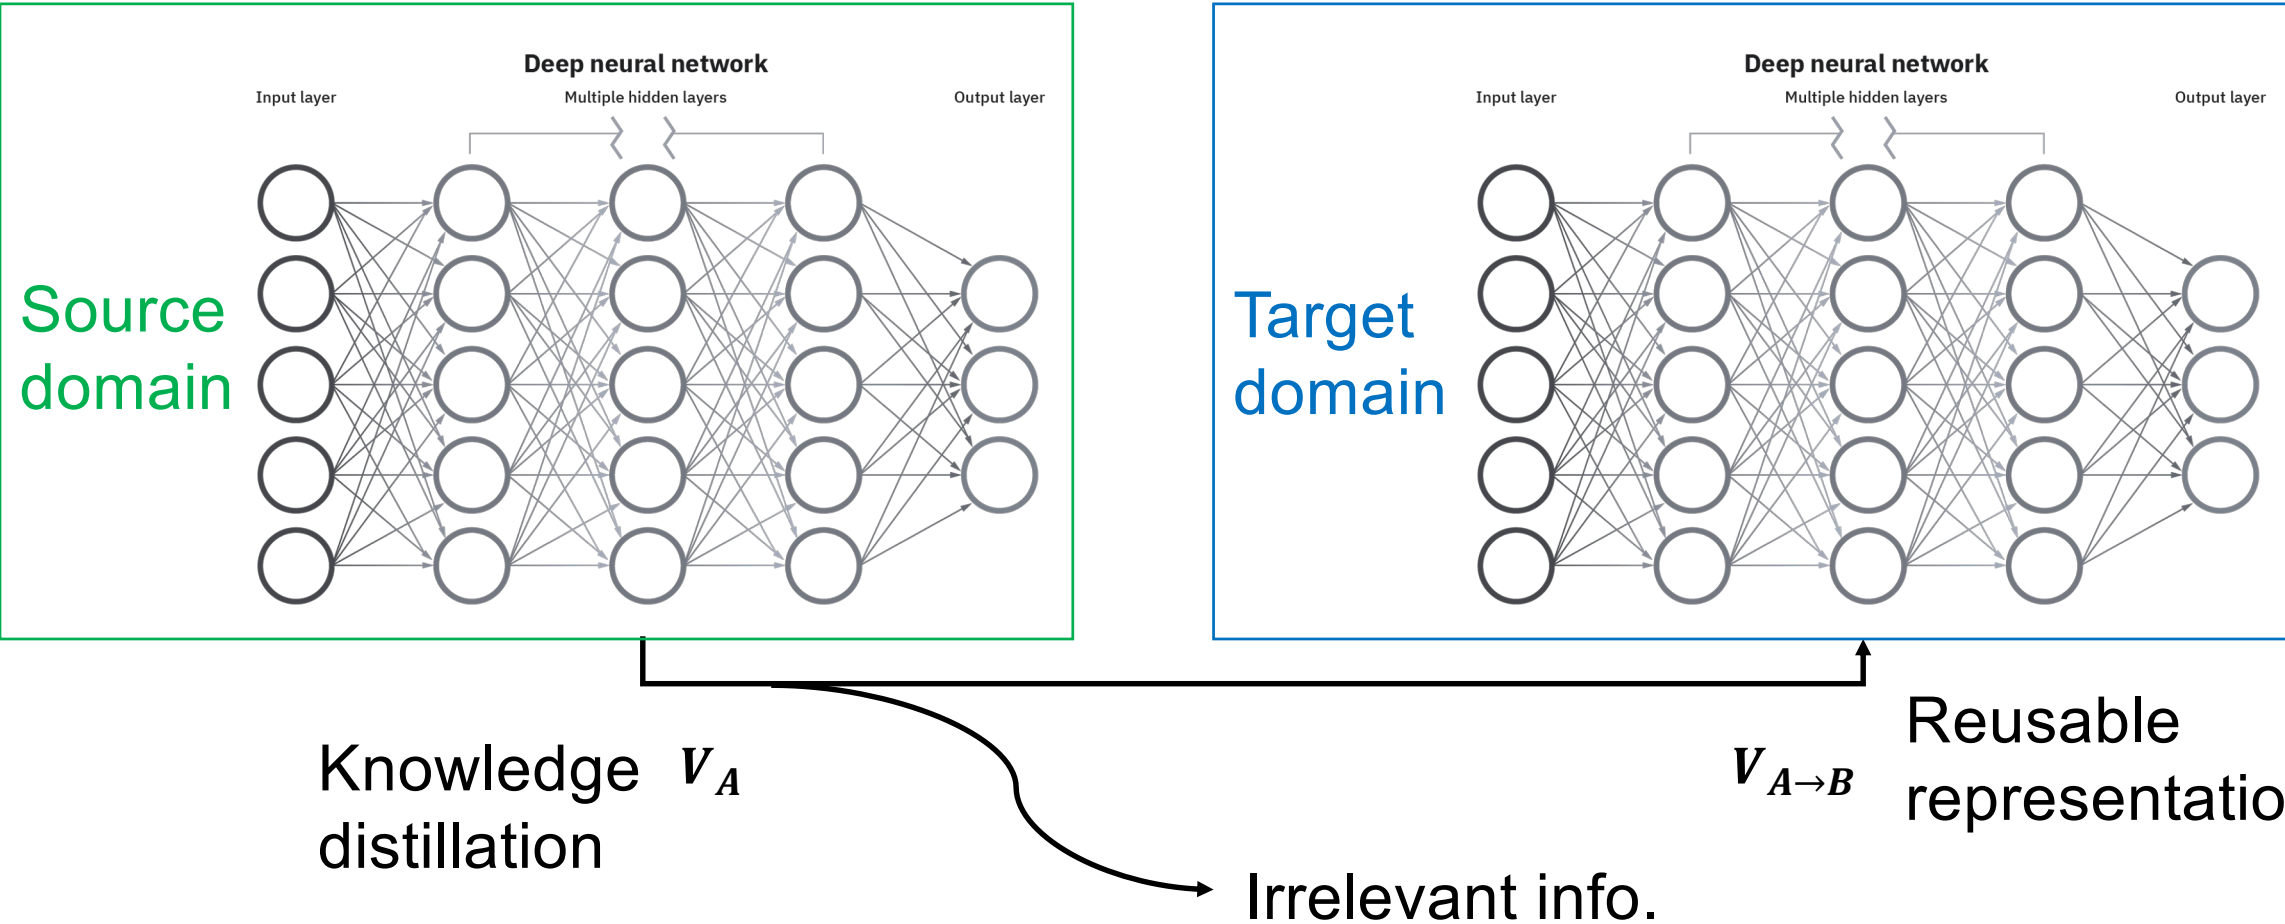 Deep neural network
Input layer
Multiple hidden layers
Output layer
Source
domain
Deep neural network
Input layer
Multiple hidden layers
Output layer
Target
domain
Knowledge
distillation
V_A
V_{A→B}
Reusable
representatio
Irrelevant info.